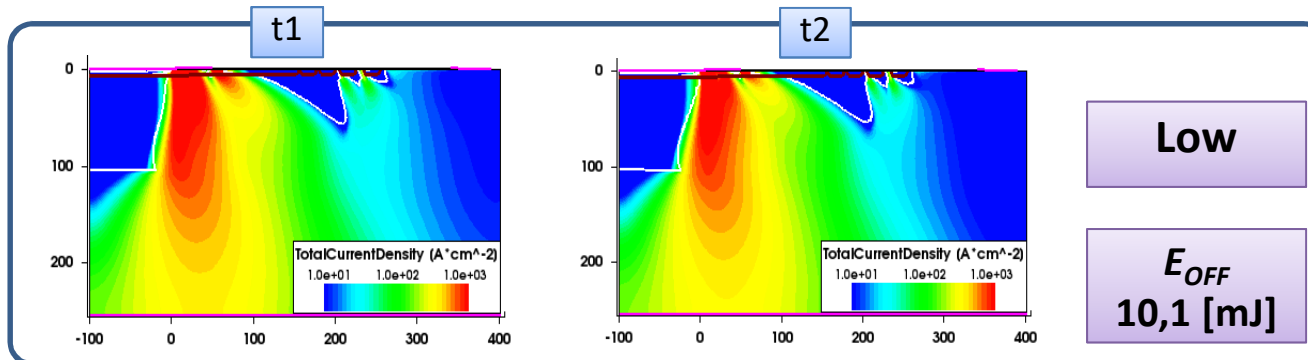 t1
t2
0
100
200
-100 0 100 200 300 400
TotalCurrentDensity (A*cm^-2)
1.0e+01 1.0e+02 1.0e+03
0
100
200
-100 0 100 200 300 400
TotalCurrentDensity (A*cm^-2)
1.0e+01 1.0e+02 1.0e+03
Low
EOFF
10,1 [mJ]